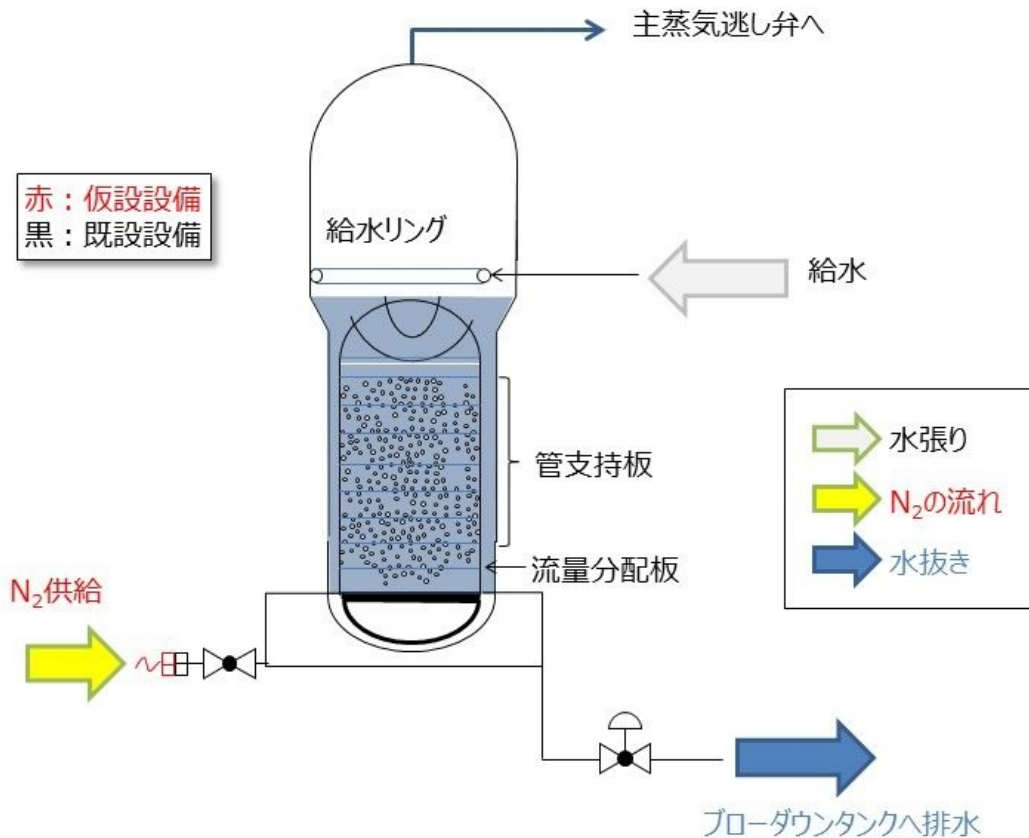 主蒸気逃し弁へ
赤：仮設設備
黒：既設設備
給水リング
給水
管支持板
流量分配板
水張り
N₂の流れ
水抜き
N₂供給
ブローダウンタンクへ排水